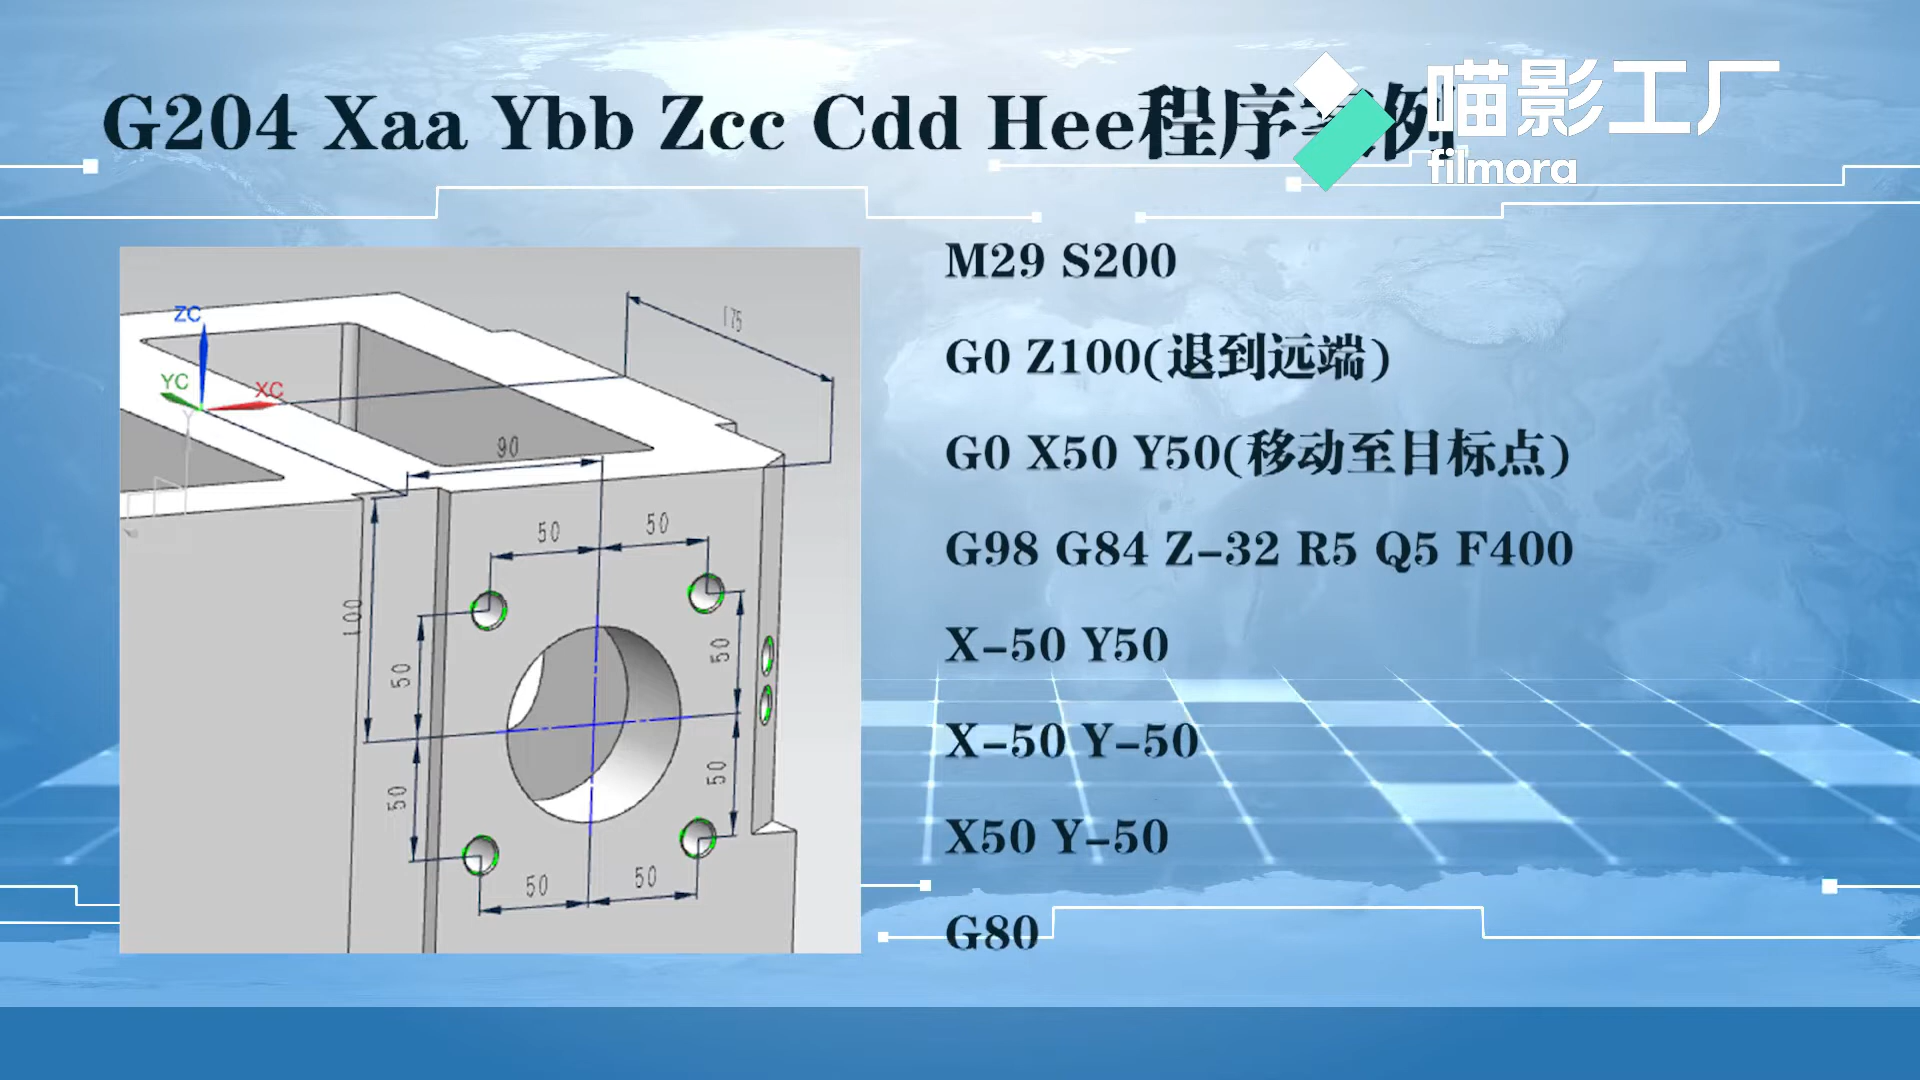 G204 Xaa Ybb Zcc Cdd Hee程序案例
喵影工厂
filmora
M29 S200
G0 Z100(退到远端)
G0 X50 Y50(移动至目标点)
G98 G84 Z-32 R5 Q5 F400
X-50 Y50
X-50 Y-50
X50 Y-50
G80
ZC
YC
XC
175
90
50
50
100
50
50
50
50
50
50